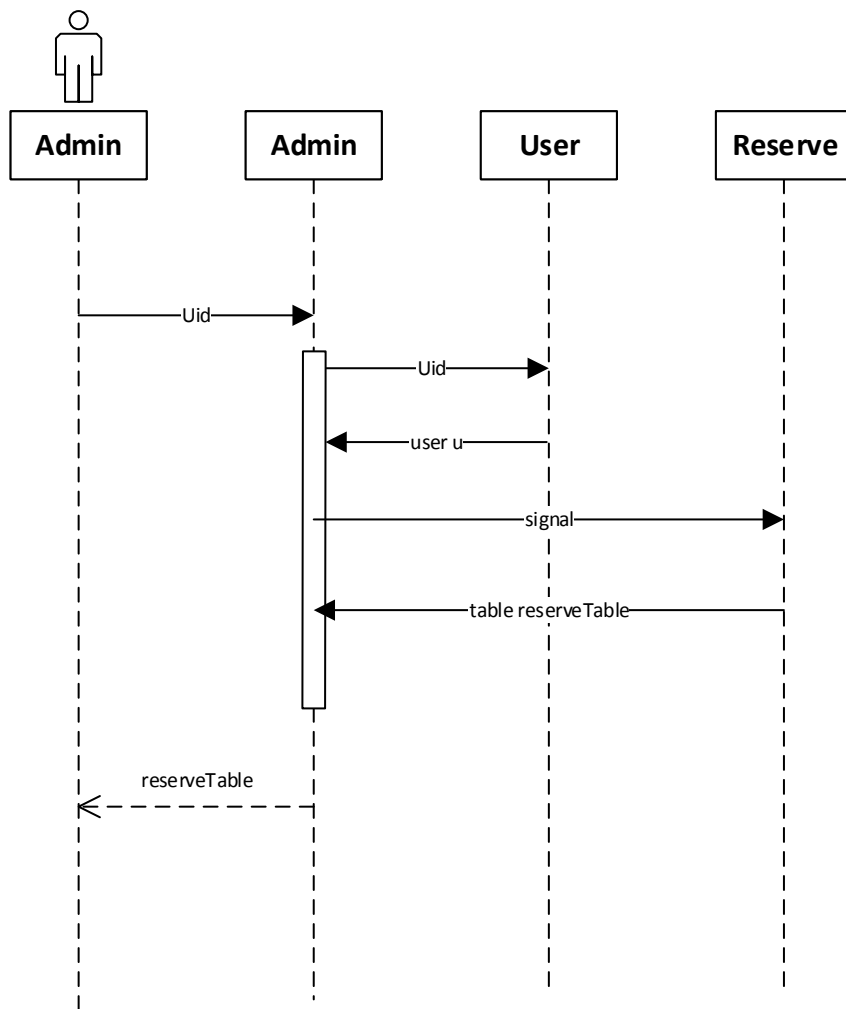 Admin
Admin
User
Reserve
Uid
Uid
user u
signal
table reserveTable
reserveTable